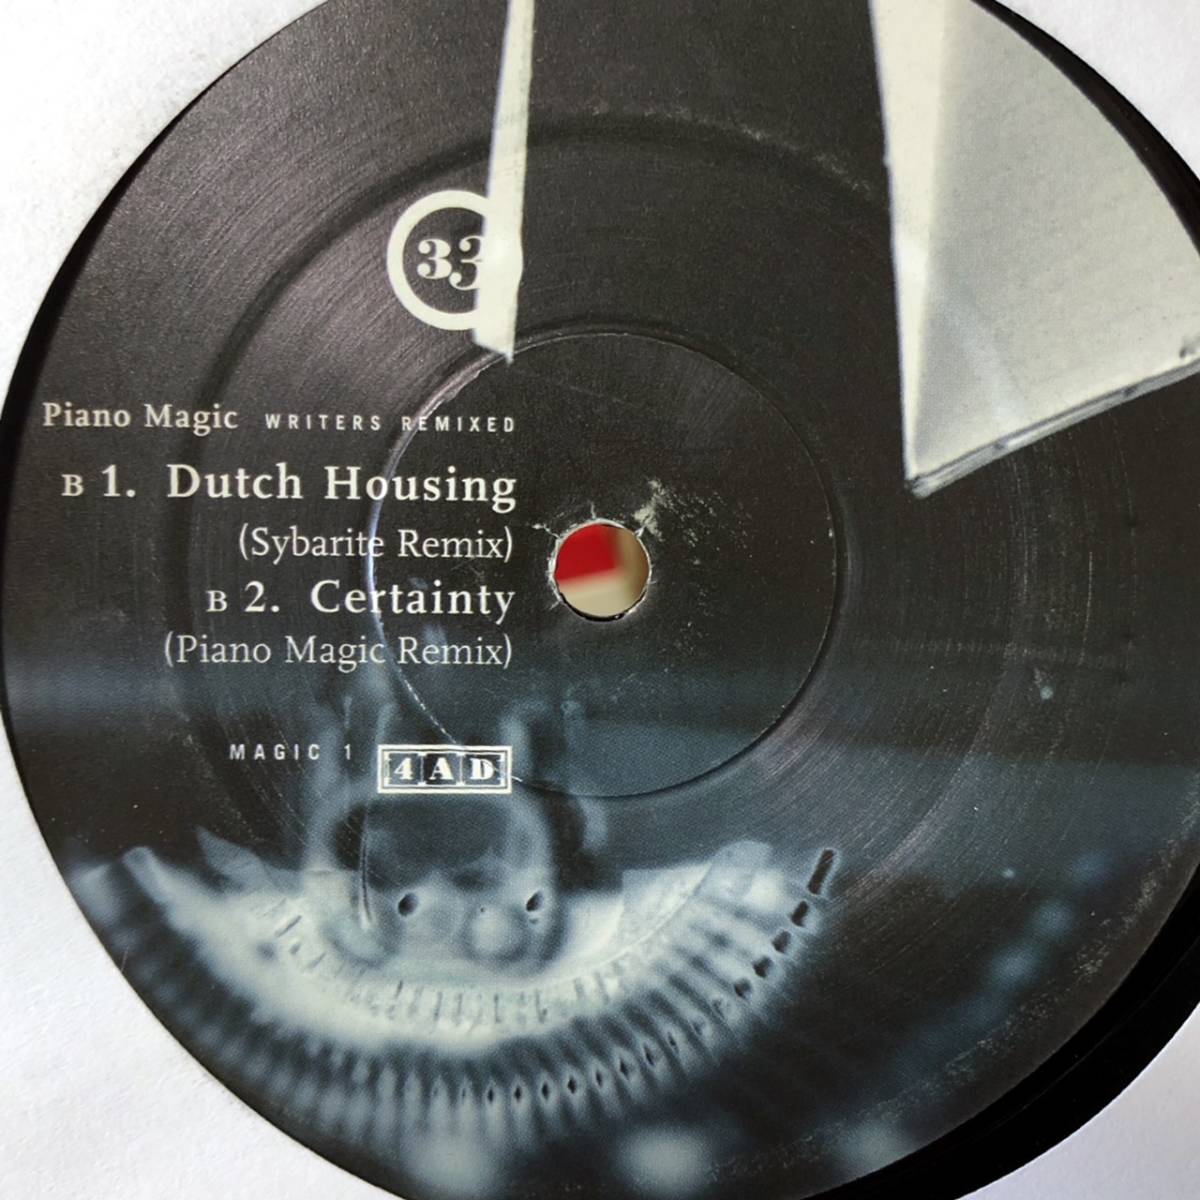 33
Piano Magic WRITERS REMIXED
B 1. Dutch Housing
(Sybarite Remix)
B 2. Certainty
(Piano Magic Remix)
MAGIC 1 4AD